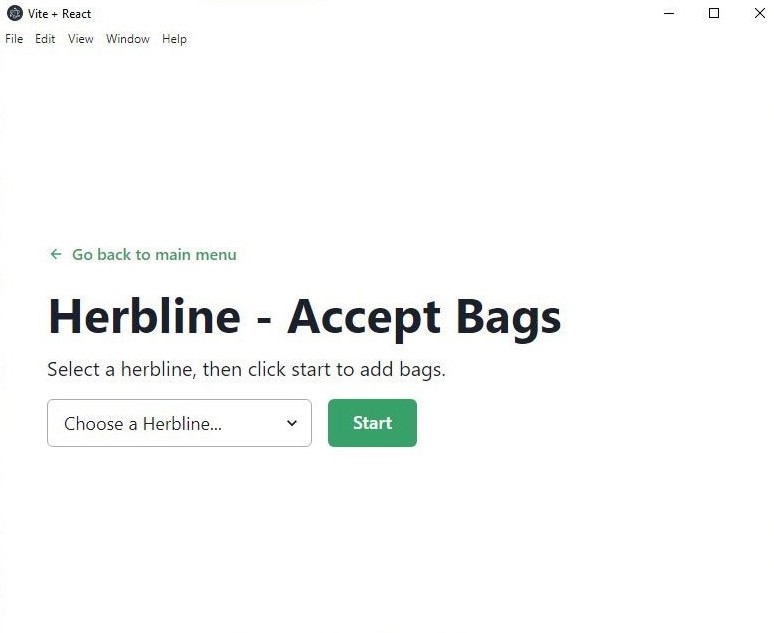 Vite + React
File Edit View Window Help
Go back to main menu
Herbline - Accept Bags
Select a herbline, then click start to add bags.
Choose a Herbline... Start